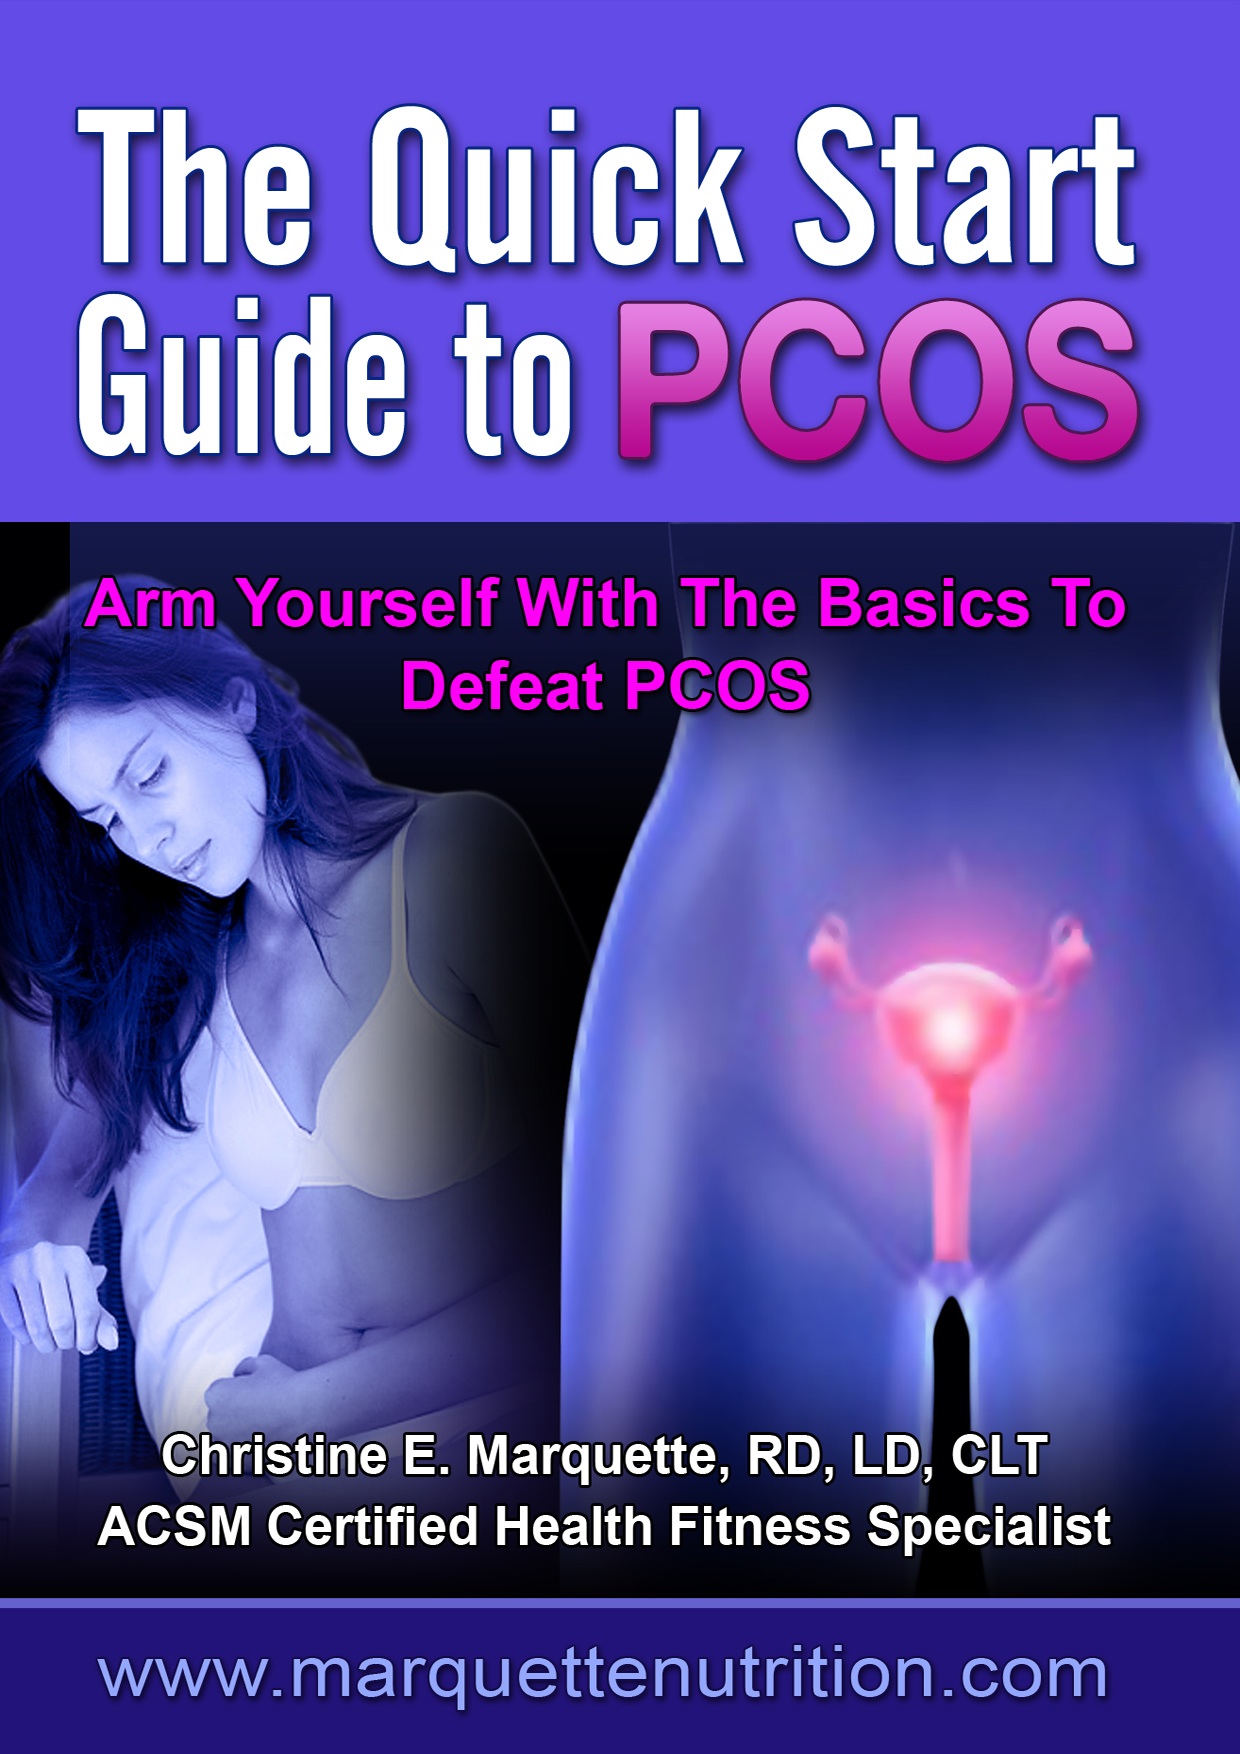 The Quick Start
Guide to PCOS
Arm Yourself With The Basics To
Defeat PCOS
Christine E. Marquette, RD, LD, CLT
ACSM Certified Health Fitness Specialist
www.marquettenutrition.com